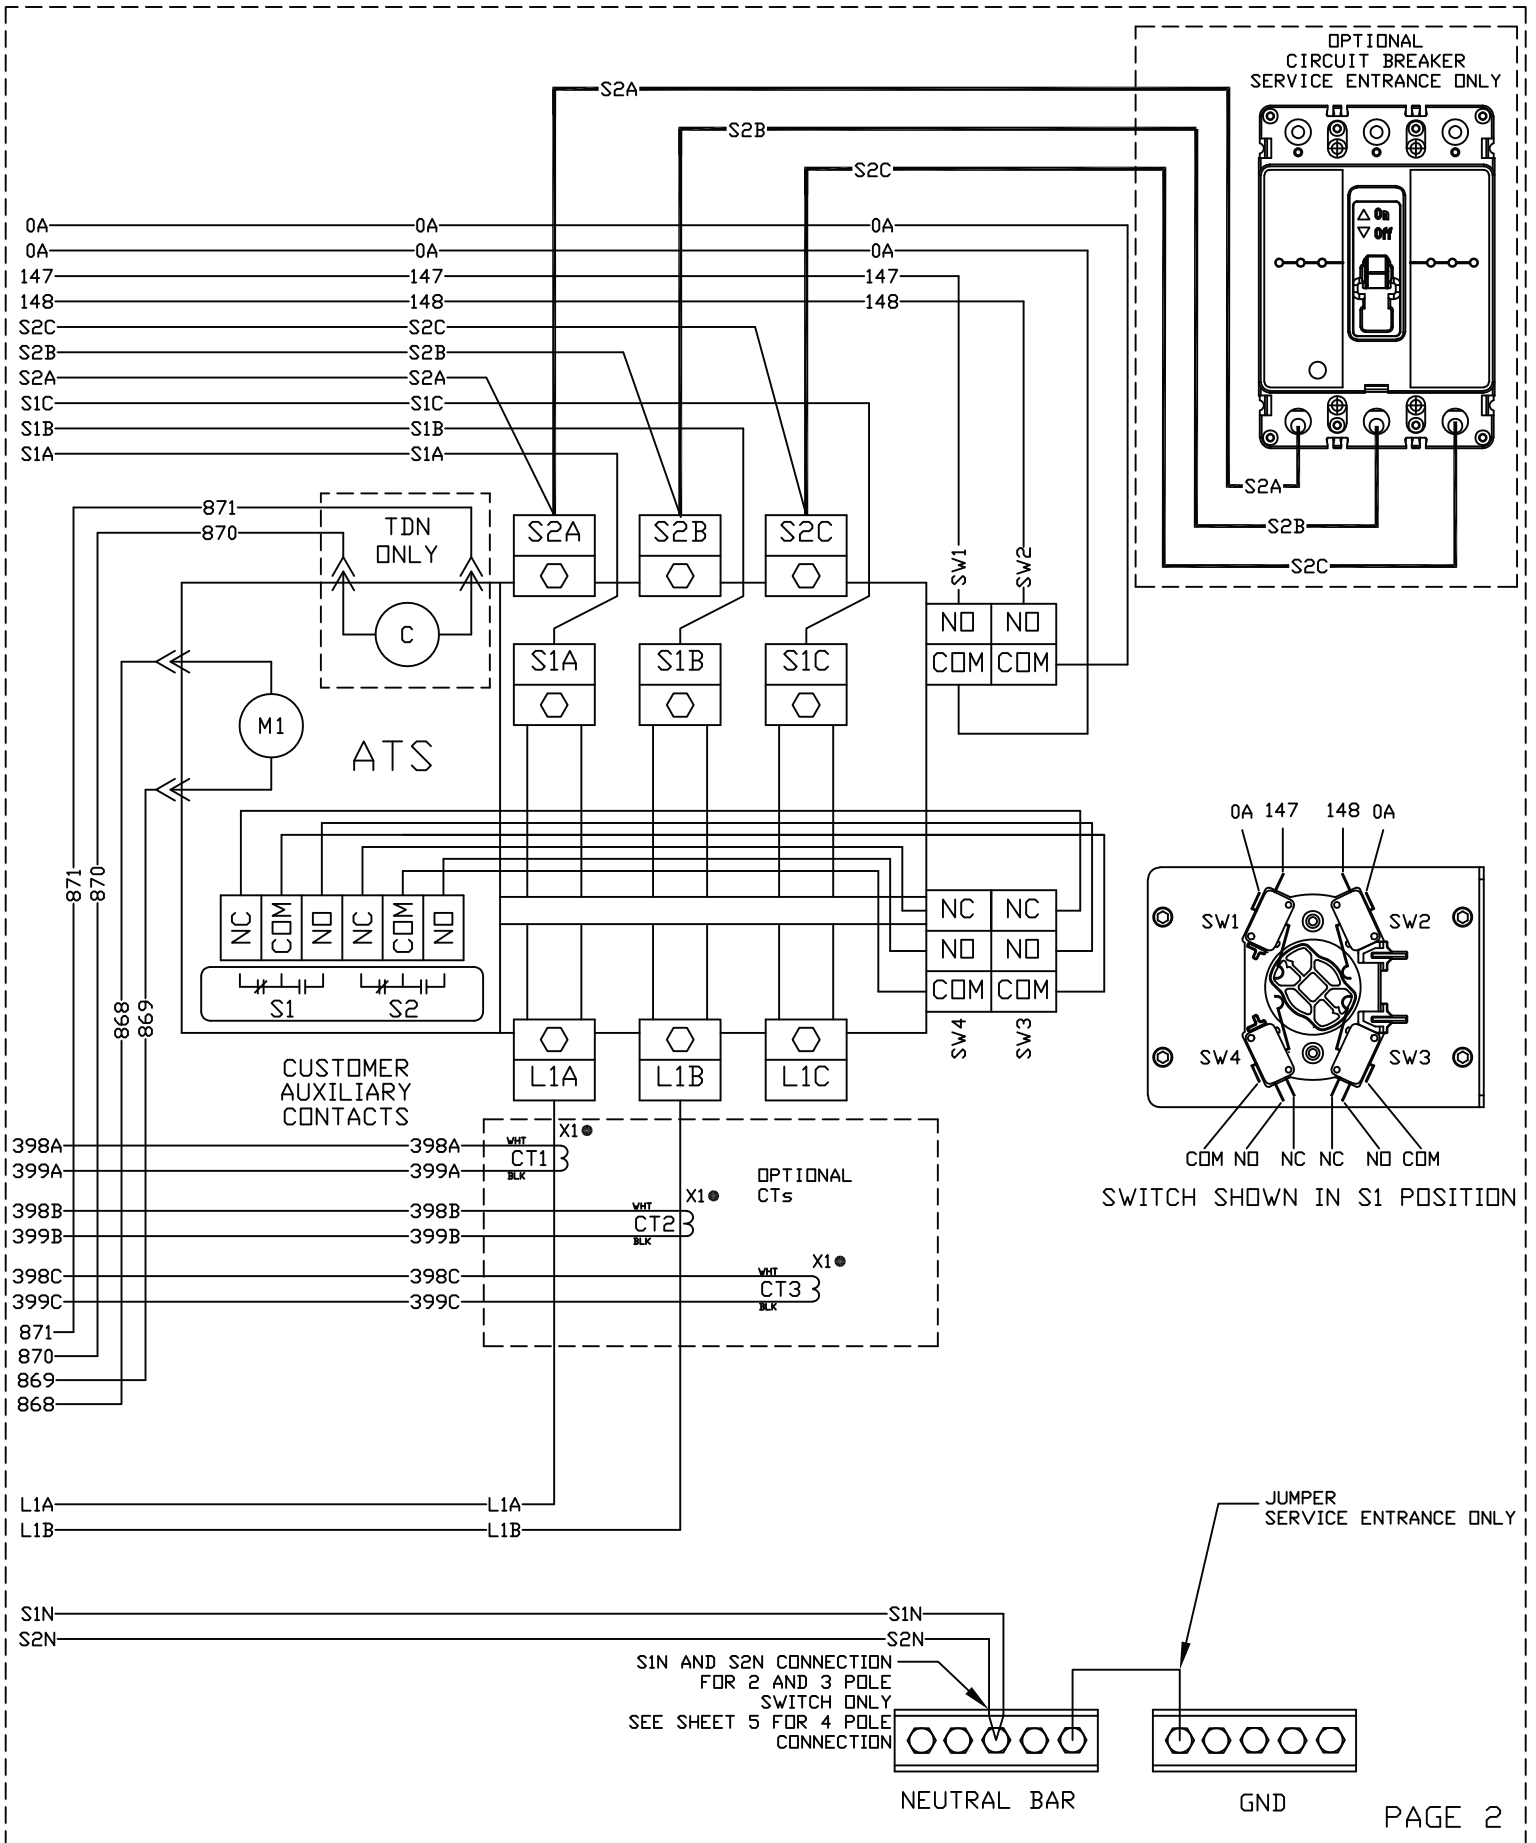 OPTIONAL
CIRCUIT BREAKER
SERVICE ENTRANCE ONLY
S2A
S2B
S2C
On
Off
0A 0A 0A
0A 0A 0A
147 147 147
148 148 148
S2C S2C
S2B S2B
S2A S2A
S1C S1C
S1B S1B
S1A S1A
S2A
S2B
S2C
871
870
TDN
ONLY
C
S2A S2B S2C
SW1 SW2
NO NO
COM COM
S1A S1B S1C
M1
ATS
871
870
868
869
NC COM NO NC COM NO
S1 S2
NC NC
NO NO
COM COM
SW4 SW3
L1A L1B L1C
CUSTOMER
AUXILIARY
CONTACTS
0A 147 148 0A
SW1 SW2
SW4 SW3
COM NO NC NC NO COM
SWITCH SHOWN IN S1 POSITION
X1
398A 398A WHT
CT1
399A 399A BLK
OPTIONAL
CTs
X1
398B 398B WHT
CT2
399B 399B BLK
X1
398C 398C WHT
CT3
399C 399C BLK
871
870
869
868
L1A L1A
L1B L1B
JUMPER
SERVICE ENTRANCE ONLY
S1N S1N
S2N S2N
S1N AND S2N CONNECTION
FOR 2 AND 3 POLE
SWITCH ONLY
SEE SHEET 5 FOR 4 POLE
CONNECTION
NEUTRAL BAR
GND
PAGE 2